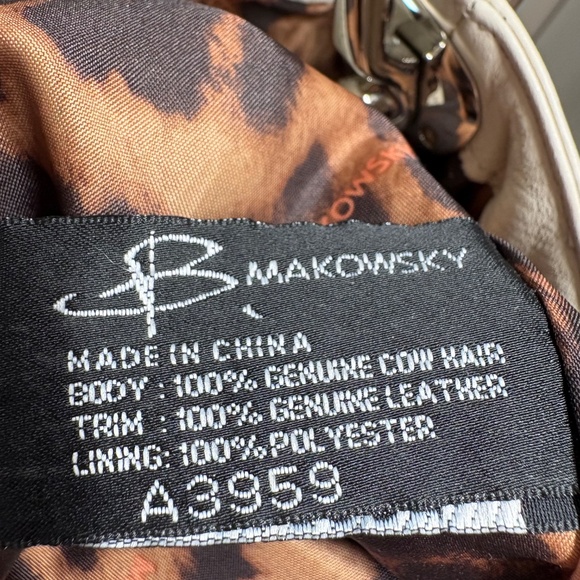 B MAKOWSKY
MADE IN CHINA
BODY : 100% GENUINE COW HAIR
TRIM : 100% GENUINE LEATHER
LINING: 100% POLYESTER
A3959